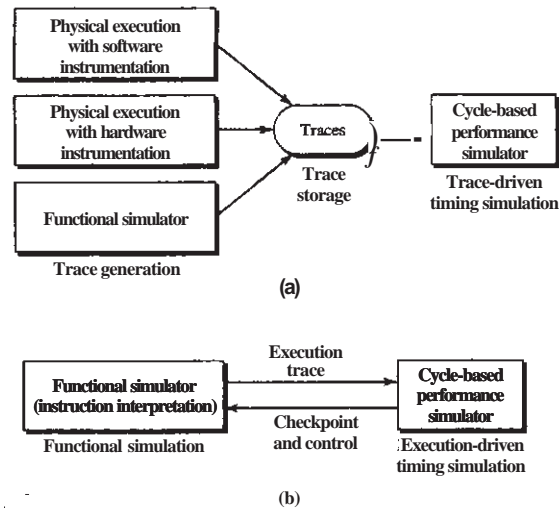 Physical execution
with software
instrumentation
Physical execution
with hardware
instrumentation
Functional simulator
Trace generation
Traces
Trace
storage
Cycle-based
performance
simulator
Trace-driven
timing simulation
(a)
Functional simulator
(instruction interpretation)
Functional simulation
Execution
trace
Checkpoint
and control
Cycle-based
performance
simulator
Execution-driven
timing simulation
(b)